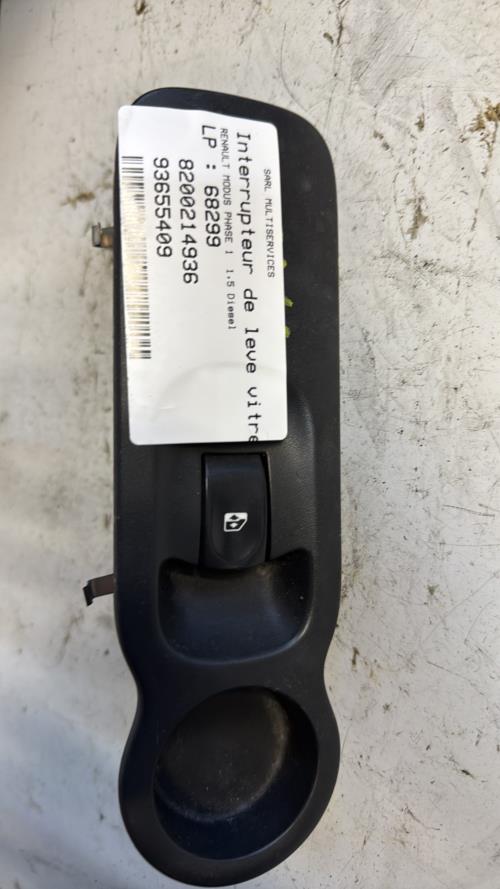 SARL MULTISERVICES
Interrupteur de leve vitre
RENAULT MODUS PHASE 1 1.5 Diesel
LP : 68299
8200214936
93655409